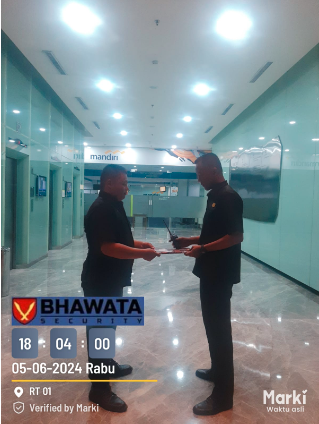 mandiri
BHAWATA
SECURITY
18 : 04 : 00
05-06-2024 Rabu
RT 01
Verified by Marki
Marki
Waktu asli